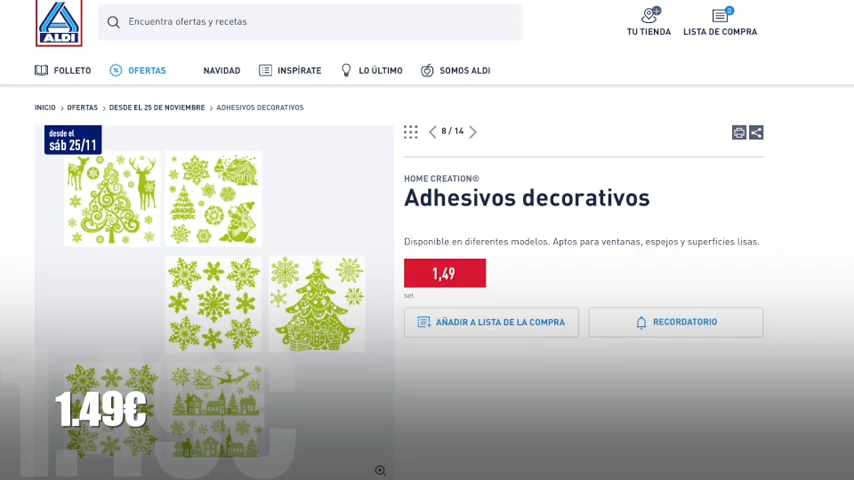 ALDI
Encuentra ofertas y recetas
TU TIENDA
0
LISTA DE COMPRA
FOLLETO
OFERTAS
NAVIDAD
INSPÍRATE
LO ÚLTIMO
SOMOS ALDI
INICIO > OFERTAS > DESDE EL 25 DE NOVIEMBRE > ADHESIVOS DECORATIVOS
desde el
sáb 25/11
8 / 14
HOME CREATION®
Adhesivos decorativos
Disponible en diferentes modelos. Aptos para ventanas, espejos y superficies lisas.
1,49
set
AÑADIR A LISTA DE LA COMPRA
RECORDATORIO
1.49€
1.49€